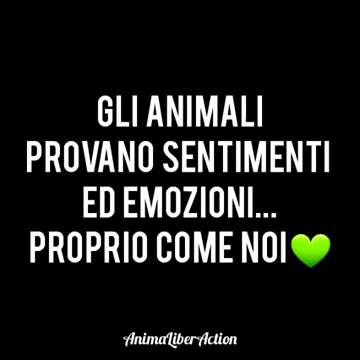 GLI ANIMALI
PROVANO SENTIMENTI
ED EMOZIONI...
PROPRIO COME NOI💚
AnimaLiberAction